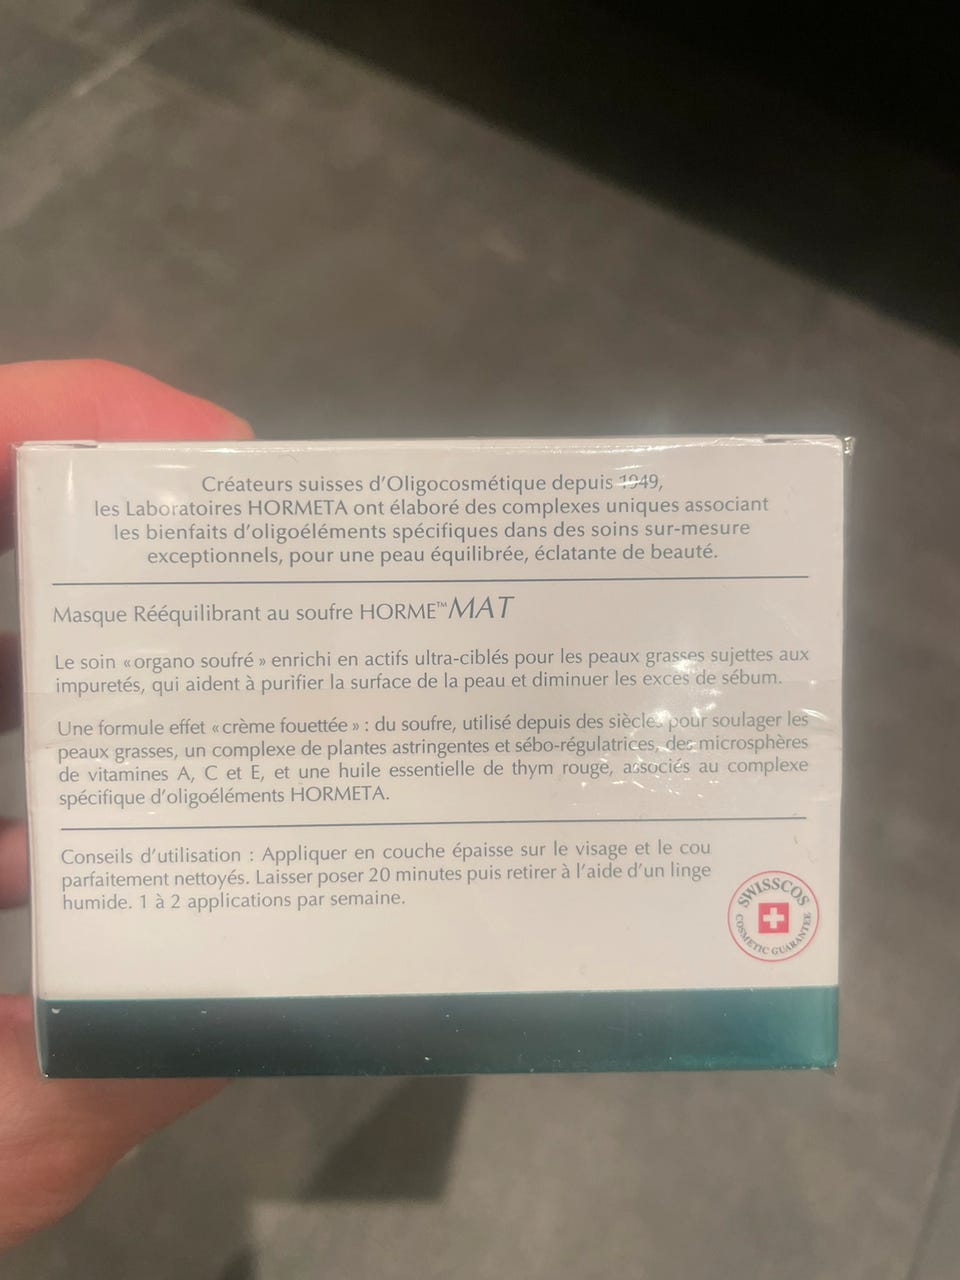 Créateurs suisses d'Oligocosmétique depuis 1949,
les Laboratoires HORMETA ont élaboré des complexes uniques associant
les bienfaits d'oligoéléments spécifiques dans des soins sur-mesure
exceptionnels, pour une peau équilibrée, éclatante de beauté.
Masque Rééquilibrant au soufre HORME™MAT
Le soin «organo soufré» enrichi en actifs ultra-ciblés pour les peaux grasses sujettes aux
impuretés, qui aident à purifier la surface de la peau et diminuer les excès de sébum.
Une formule effet «crème fouettée» : du soufre, utilisé depuis des siècles pour soulager les
peaux grasses, un complexe de plantes astringentes et sébo-régulatrices, des microsphères
de vitamines A, C et E, et une huile essentielle de thym rouge, associés au complexe
spécifique d'oligoéléments HORMETA.
Conseils d'utilisation : Appliquer en couche épaisse sur le visage et le cou
parfaitement nettoyés. Laisser poser 20 minutes puis retirer à l'aide d'un linge
humide. 1 à 2 applications par semaine.
SWISSCOS
COSMETIC GUARANTEE